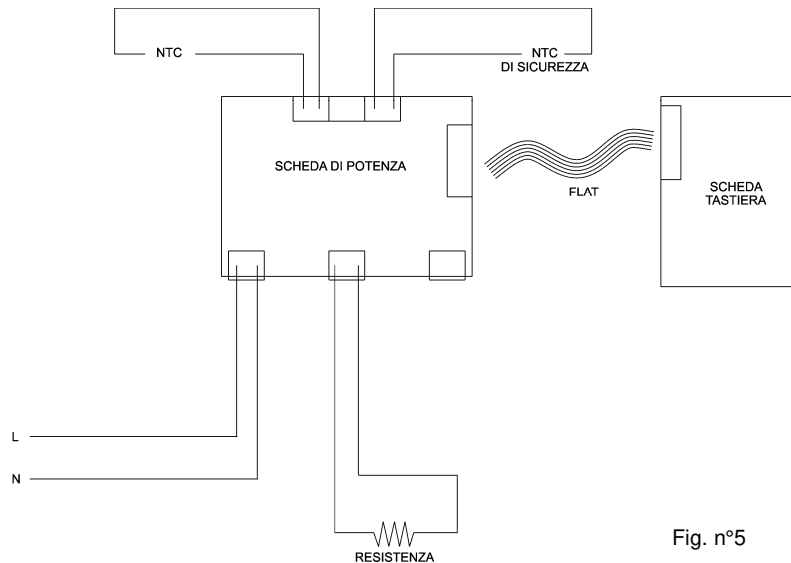 NTC
NTC
DI SICUREZZA
SCHEDA DI POTENZA
FLAT
SCHEDA
TASTIERA
L
N
RESISTENZA
Fig. n°5